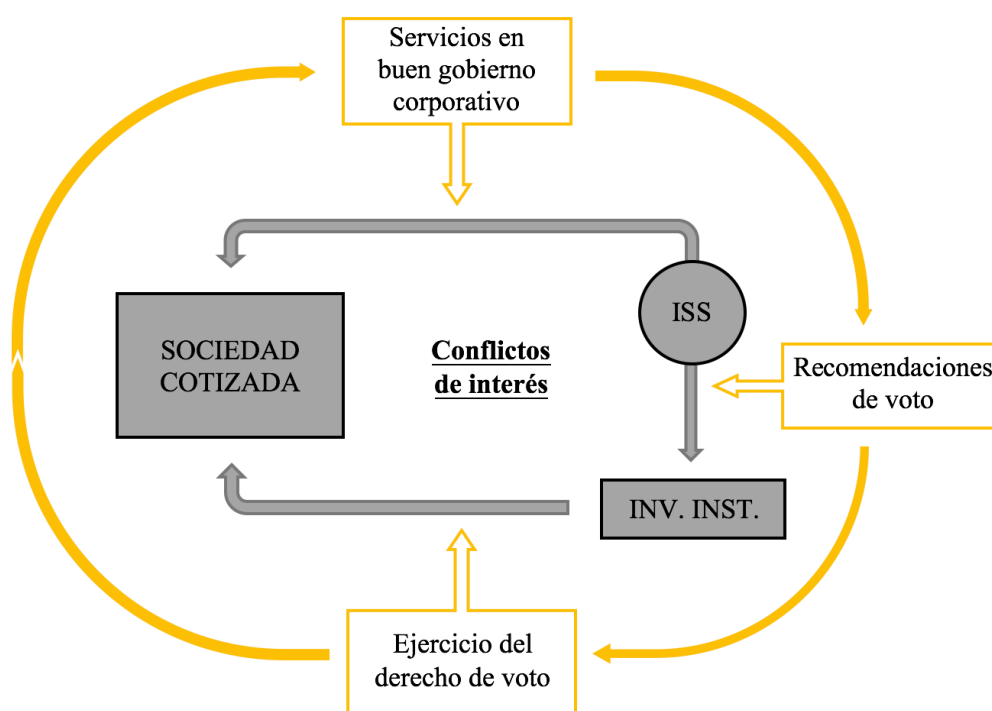 Servicios en
buen gobierno
corporativo
ISS
SOCIEDAD
COTIZADA
Conflictos
de interés
Recomendaciones
de voto
INV. INST.
Ejercicio del
derecho de voto